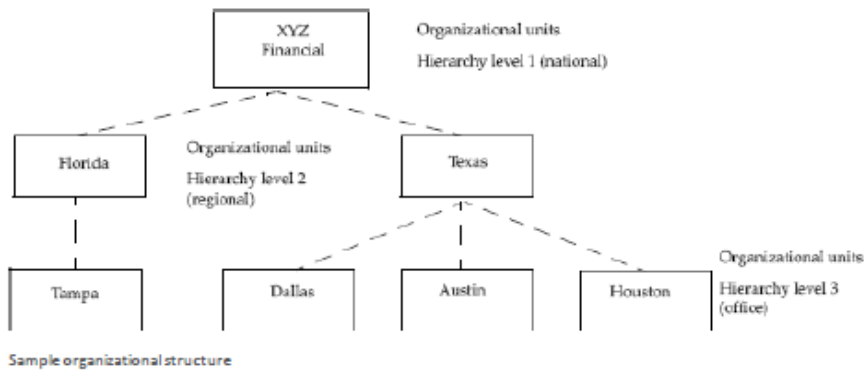 XYZ
Financial
Organizational units
Hierarchy level 1 (national)
Florida
Organizational units
Hierarchy level 2
(regional)
Texas
Tampa
Dallas
Austin
Houston
Organizational units
Hierarchy level 3
(office)
Sample organizational structure